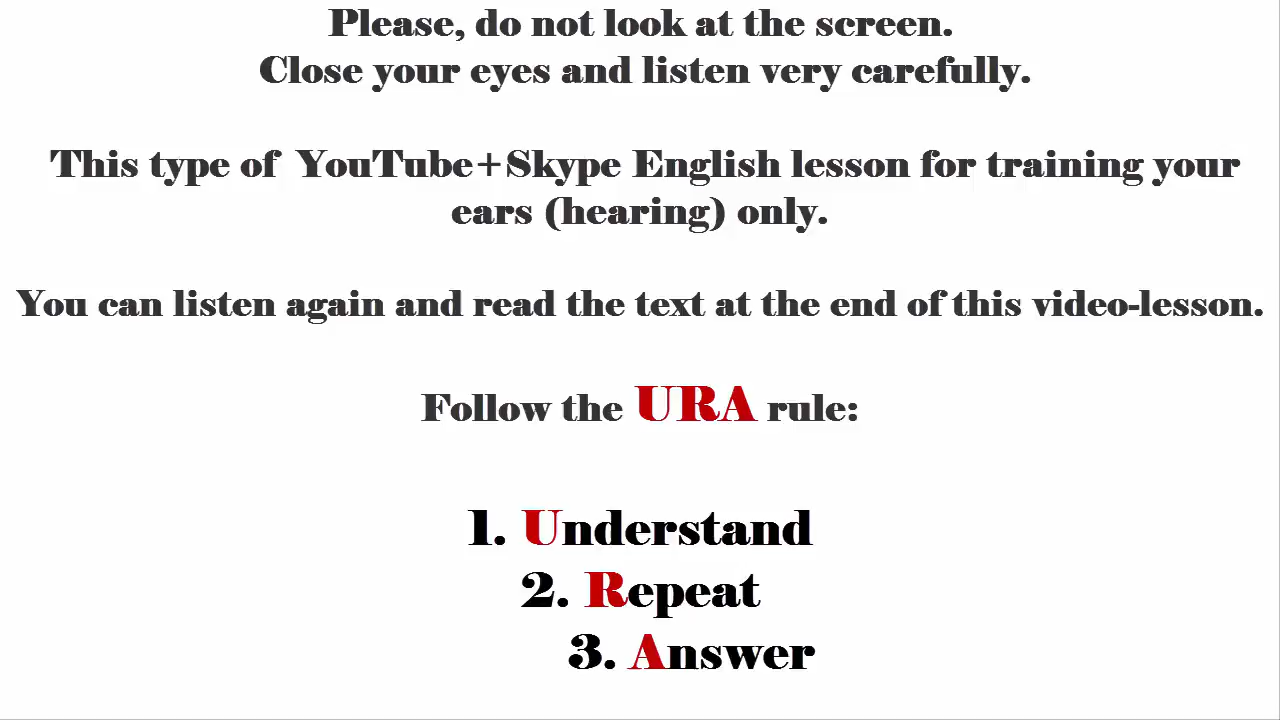 Please, do not look at the screen.
Close your eyes and listen very carefully.
This type of YouTube+Skype English lesson for training your
ears (hearing) only.
You can listen again and read the text at the end of this video-lesson.
Follow the URA rule:
1. Understand
2. Repeat
3. Answer